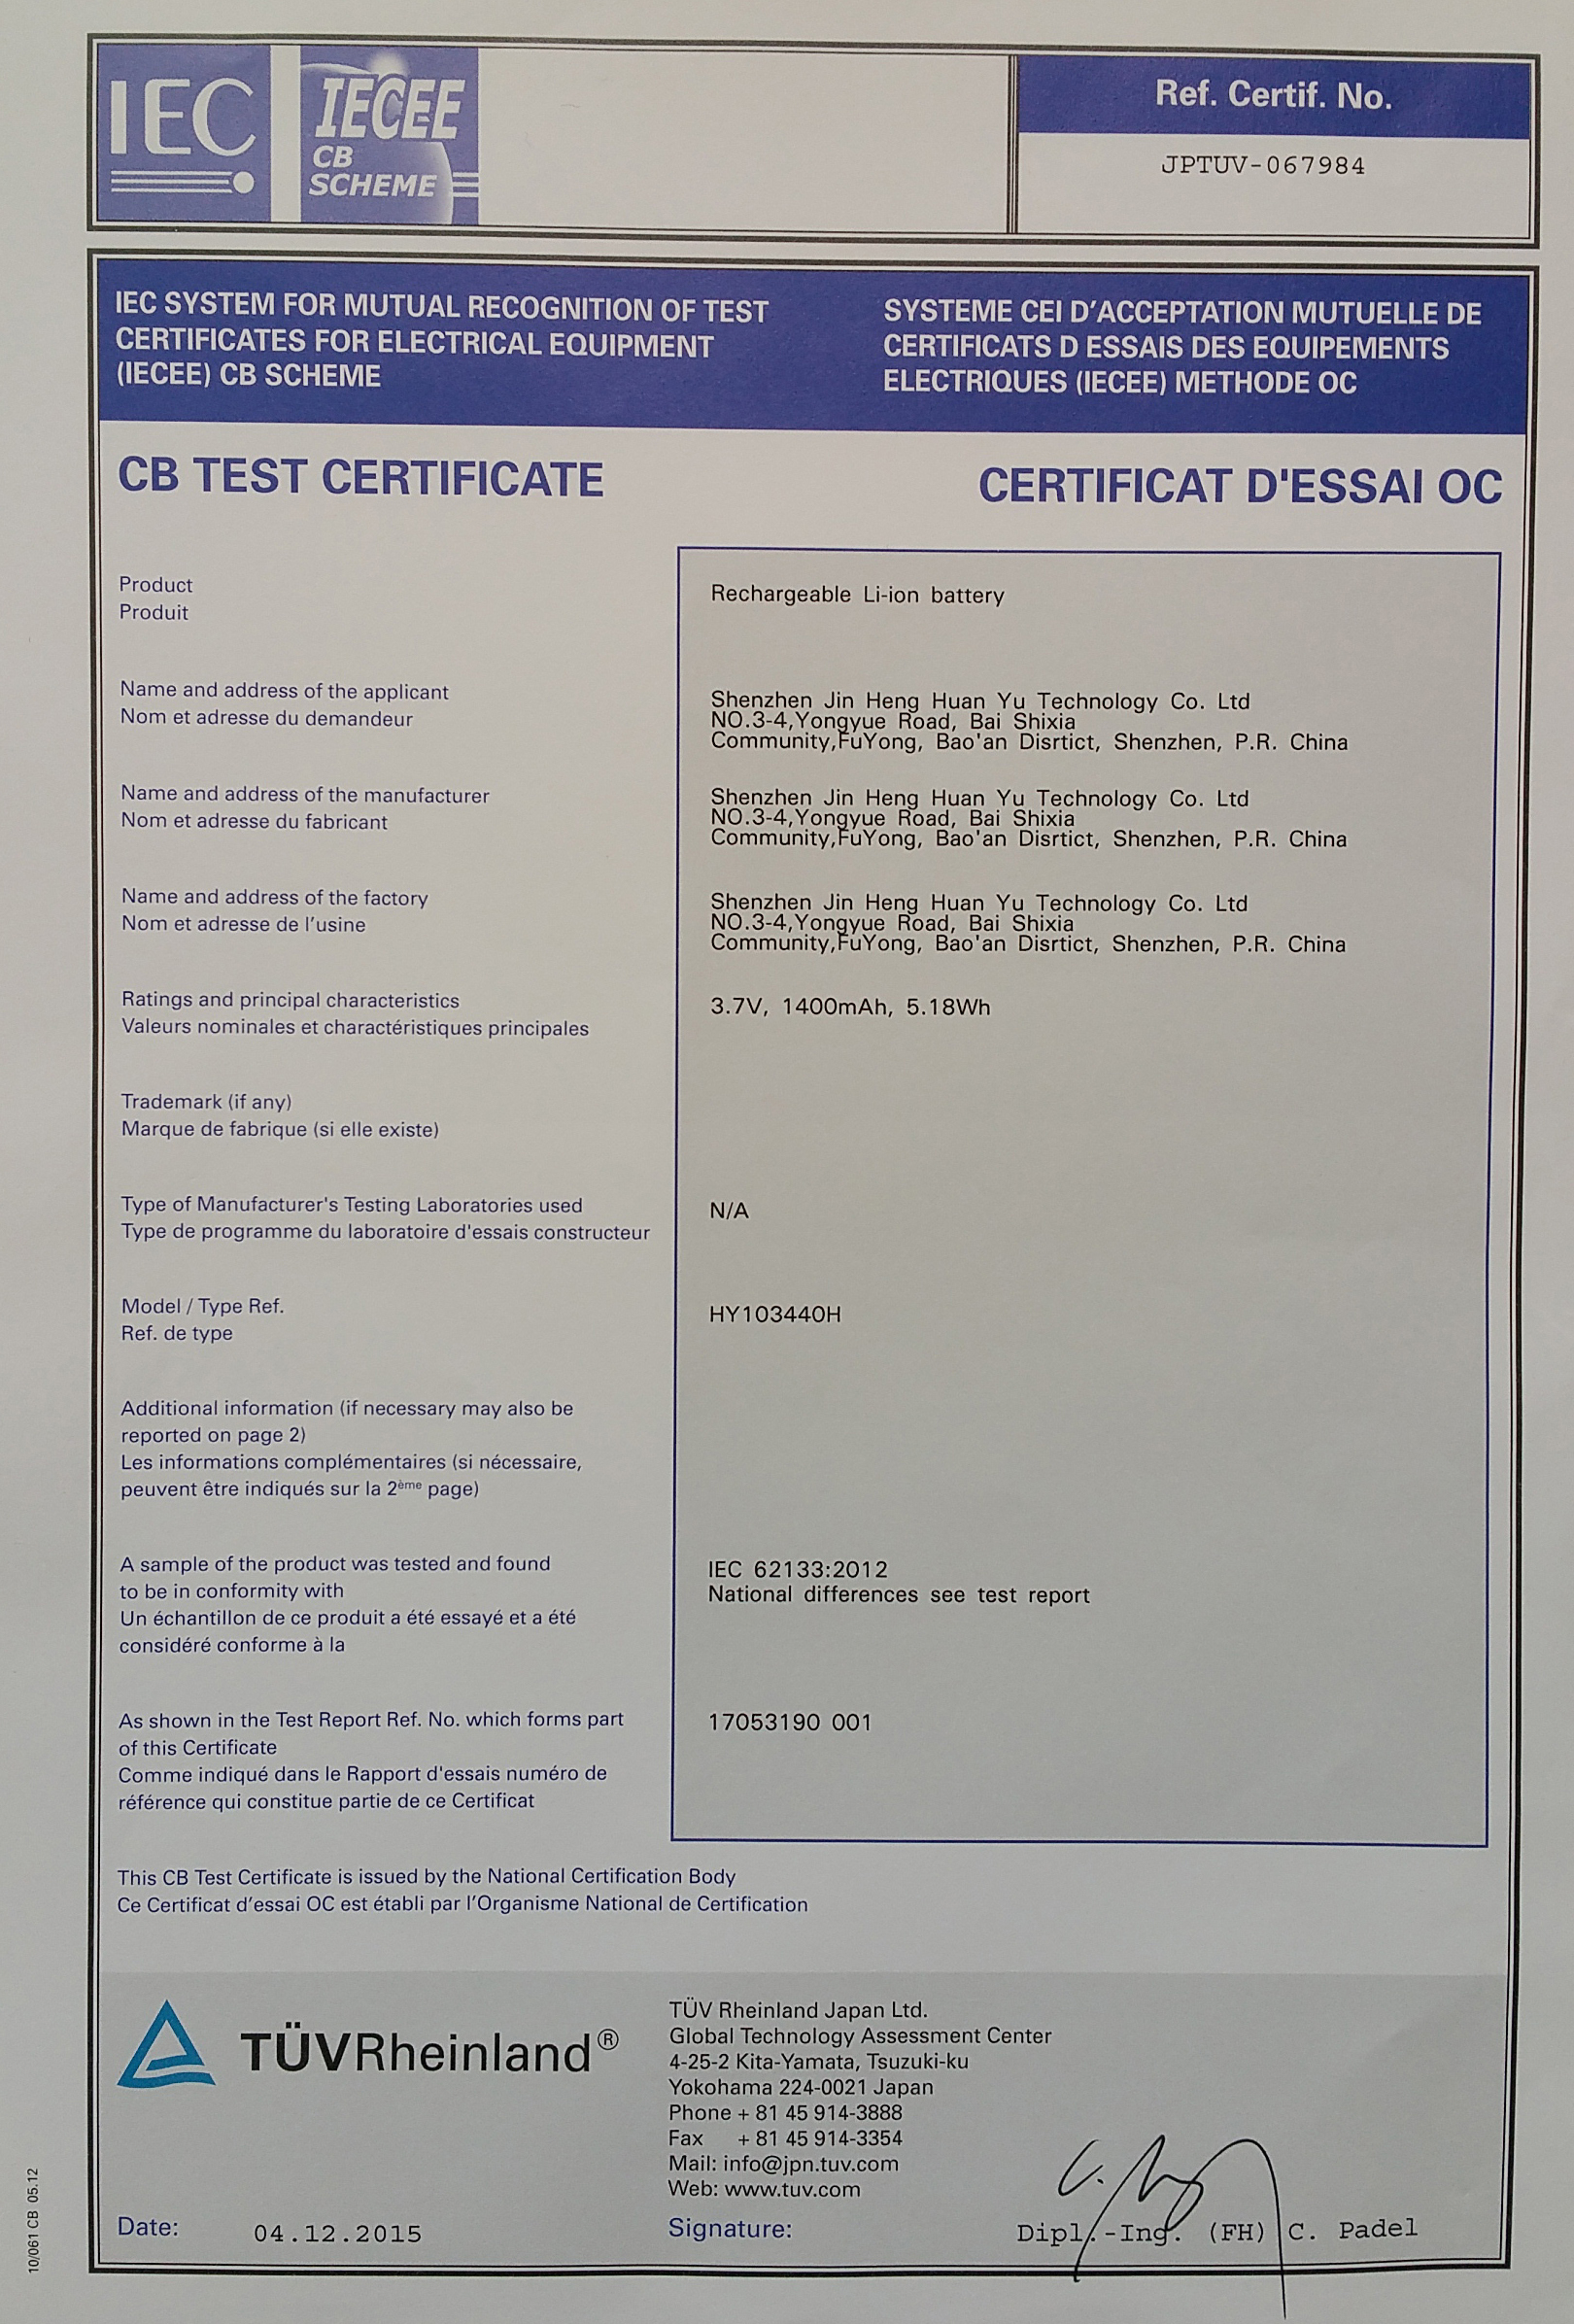 IEC
IECEE
CB
SCHEME
Ref. Certif. No.
JPTUV-067984
IEC SYSTEM FOR MUTUAL RECOGNITION OF TEST
CERTIFICATES FOR ELECTRICAL EQUIPMENT
(IECEE) CB SCHEME
SYSTEME CEI D'ACCEPTATION MUTUELLE DE
CERTIFICATS D ESSAIS DES EQUIPEMENTS
ELECTRIQUES (IECEE) METHODE OC
CB TEST CERTIFICATE
CERTIFICAT D'ESSAI OC
Product
Produit
Rechargeable Li-ion battery
Name and address of the applicant
Nom et adresse du demandeur
Shenzhen Jin Heng Huan Yu Technology Co. Ltd
NO.3-4,Yongyue Road, Bai Shixia
Community,FuYong, Bao'an Disrtict, Shenzhen, P.R. China
Name and address of the manufacturer
Nom et adresse du fabricant
Shenzhen Jin Heng Huan Yu Technology Co. Ltd
NO.3-4,Yongyue Road, Bai Shixia
Community,FuYong, Bao'an Disrtict, Shenzhen, P.R. China
Name and address of the factory
Nom et adresse de l'usine
Shenzhen Jin Heng Huan Yu Technology Co. Ltd
NO.3-4,Yongyue Road, Bai Shixia
Community,FuYong, Bao'an Disrtict, Shenzhen, P.R. China
Ratings and principal characteristics
Valeurs nominales et charactéristiques principales
3.7V, 1400mAh, 5.18Wh
Trademark (if any)
Marque de fabrique (si elle existe)
Type of Manufacturer's Testing Laboratories used
Type de programme du laboratoire d'essais constructeur
N/A
Model / Type Ref.
Ref. de type
HY103440H
Additional information (if necessary may also be
reported on page 2)
Les informations complémentaires (si nécessaire,
peuvent être indiqués sur la 2ème page)
A sample of the product was tested and found
to be in conformity with
Un échantillon de ce produit a été essayé et a été
considéré conforme à la
IEC 62133:2012
National differences see test report
As shown in the Test Report Ref. No. which forms part
of this Certificate
Comme indiqué dans le Rapport d'essais numéro de
référence qui constitue partie de ce Certificat
17053190 001
This CB Test Certificate is issued by the National Certification Body
Ce Certificat d'essai OC est établi par l'Organisme National de Certification
TÜVRheinland®
TÜV Rheinland Japan Ltd.
Global Technology Assessment Center
4-25-2 Kita-Yamata, Tsuzuki-ku
Yokohama 224-0021 Japan
Phone + 81 45 914-3888
Fax + 81 45 914-3354
Mail: info@jpn.tuv.com
Web: www.tuv.com
Date: 04.12.2015
Signature: Dipl.-Ing. (FH) C. Padel
10/061 CB 05.12